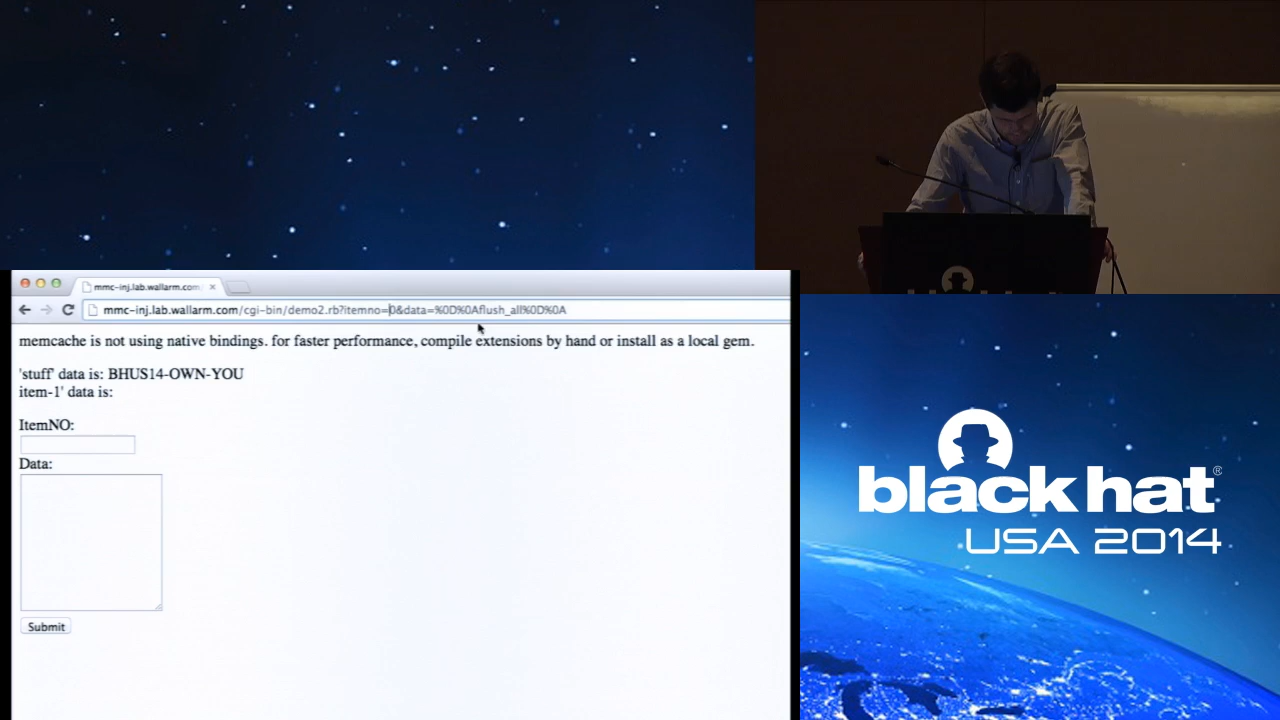 mmc-inj.lab.wallarm.com/
mmc-inj.lab.wallarm.com/cgi-bin/demo2.rb?itemno=0&data=%0D%0Aflush_all%0D%0A
memcache is not using native bindings. for faster performance, compile extensions by hand or install as a local gem.
'stuff' data is: BHUS14-OWN-YOU
item-1' data is:
ItemNO:
Data:
Submit
black hat®
USA 2014